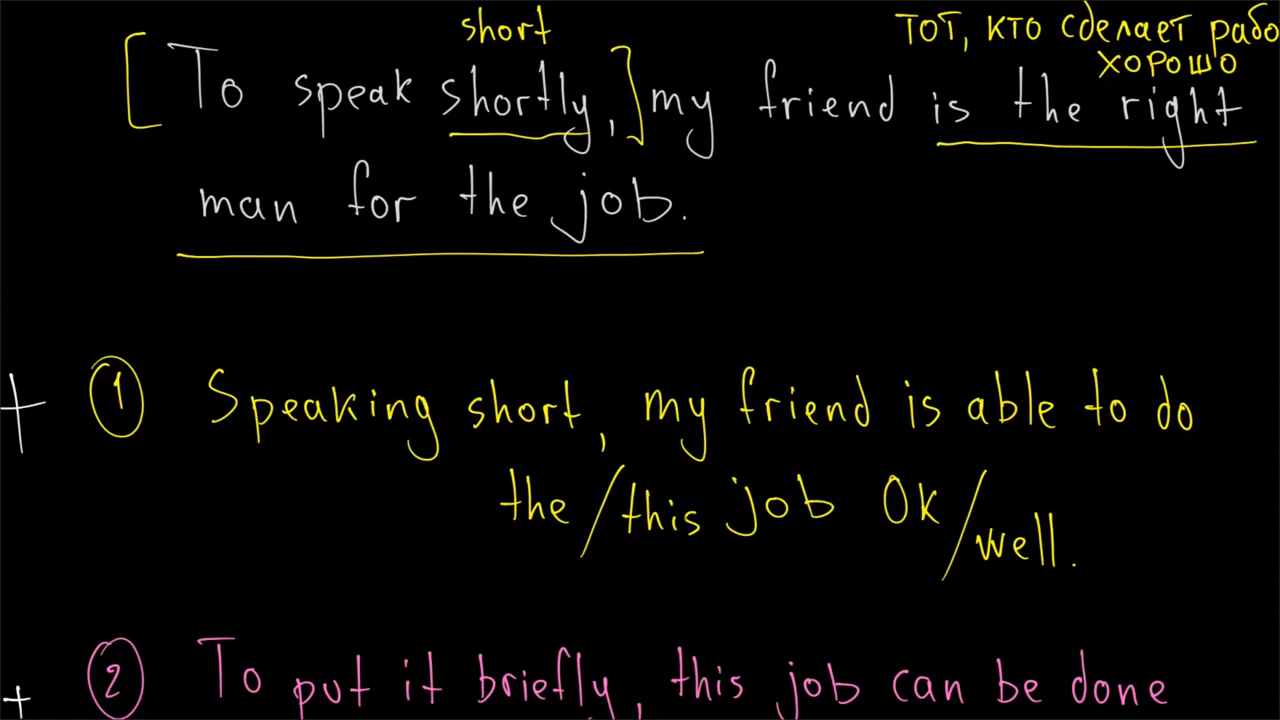 short
тот, кто сделает рабо
хорошо
[To speak shortly,] my friend is the right
man for the job.
+ 1 Speaking short, my friend is able to do
the/this job OK/well.
+ 2 To put it briefly, this job can be done